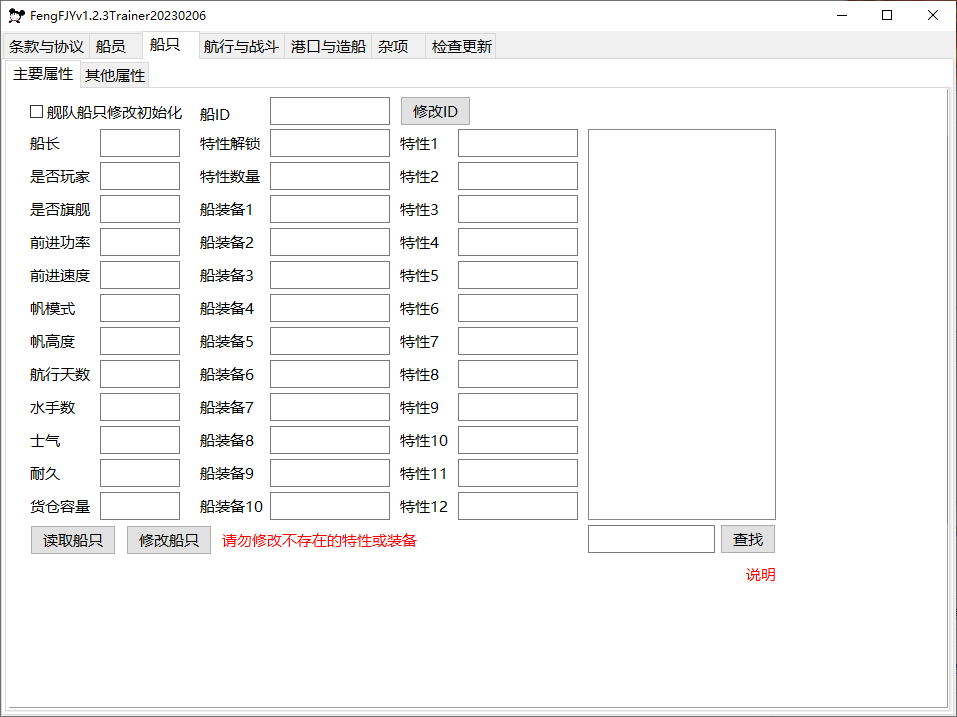 FengFJYv1.2.3Trainer20230206
条款与协议 船员 船只 航行与战斗 港口与造船 杂项 检查更新
主要属性 其他属性
舰队船只修改初始化 船ID 修改ID
船长 特性解锁 特性1
是否玩家 特性数量 特性2
是否旗舰 船装备1 特性3
前进功率 船装备2 特性4
前进速度 船装备3 特性5
帆模式 船装备4 特性6
帆高度 船装备5 特性7
航行天数 船装备6 特性8
水手数 船装备7 特性9
士气 船装备8 特性10
耐久 船装备9 特性11
货仓容量 船装备10 特性12
读取船只 修改船只 请勿修改不存在的特性或装备 查找
说明